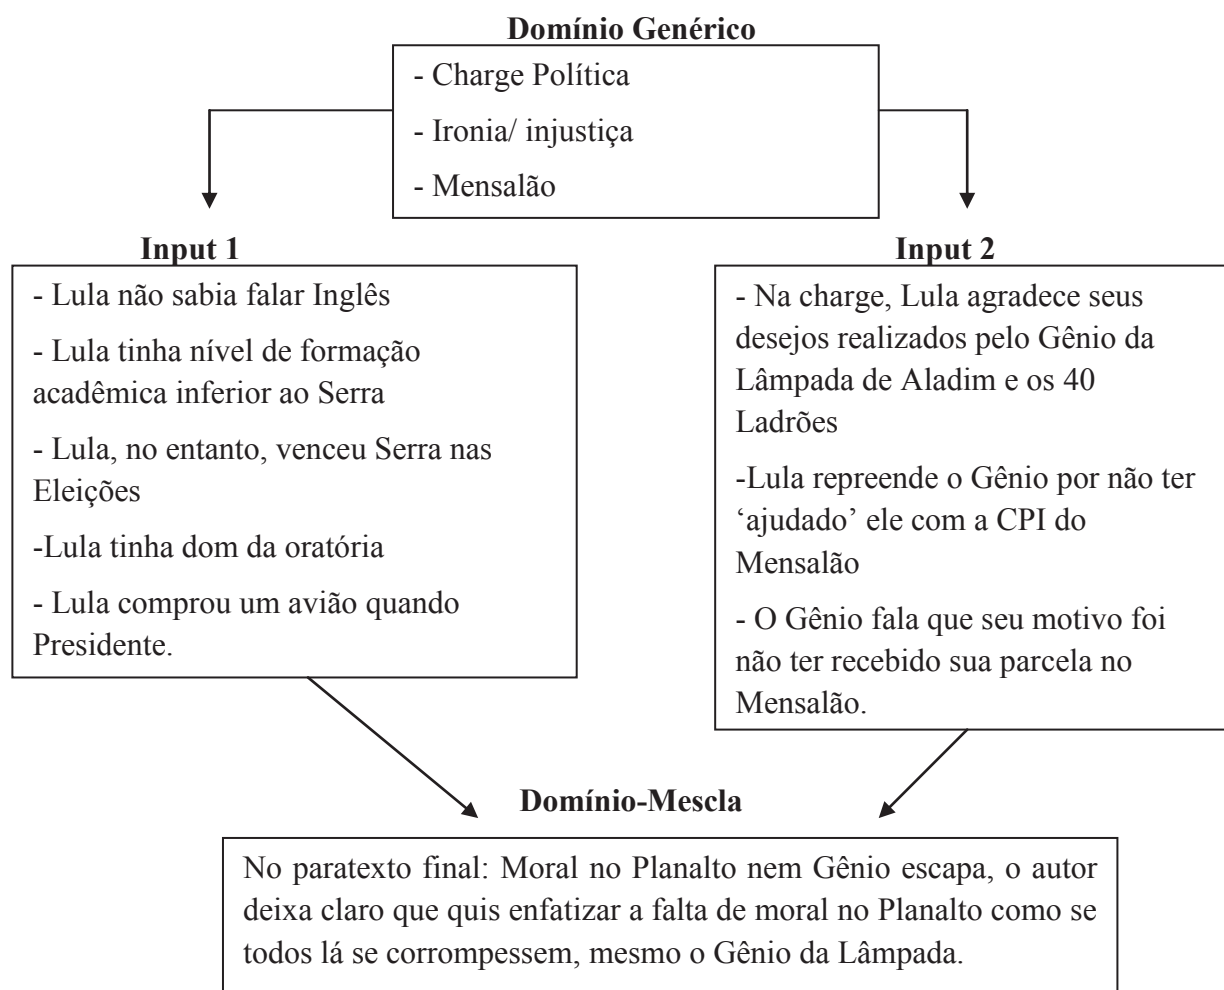 Domínio Genérico
- Charge Política
- Ironia/ injustiça
- Mensalão
Input 1
- Lula não sabia falar Inglês
- Lula tinha nível de formação
acadêmica inferior ao Serra
- Lula, no entanto, venceu Serra nas
Eleições
-Lula tinha dom da oratória
- Lula comprou um avião quando
Presidente.
Input 2
- Na charge, Lula agradece seus
desejos realizados pelo Gênio da
Lâmpada de Aladim e os 40
Ladrões
-Lula repreende o Gênio por não ter
‘ajudado’ ele com a CPI do
Mensalão
- O Gênio fala que seu motivo foi
não ter recebido sua parcela no
Mensalão.
Domínio-Mescla
No paratexto final: Moral no Planalto nem Gênio escapa, o autor
deixa claro que quis enfatizar a falta de moral no Planalto como se
todos lá se corrompessem, mesmo o Gênio da Lâmpada.